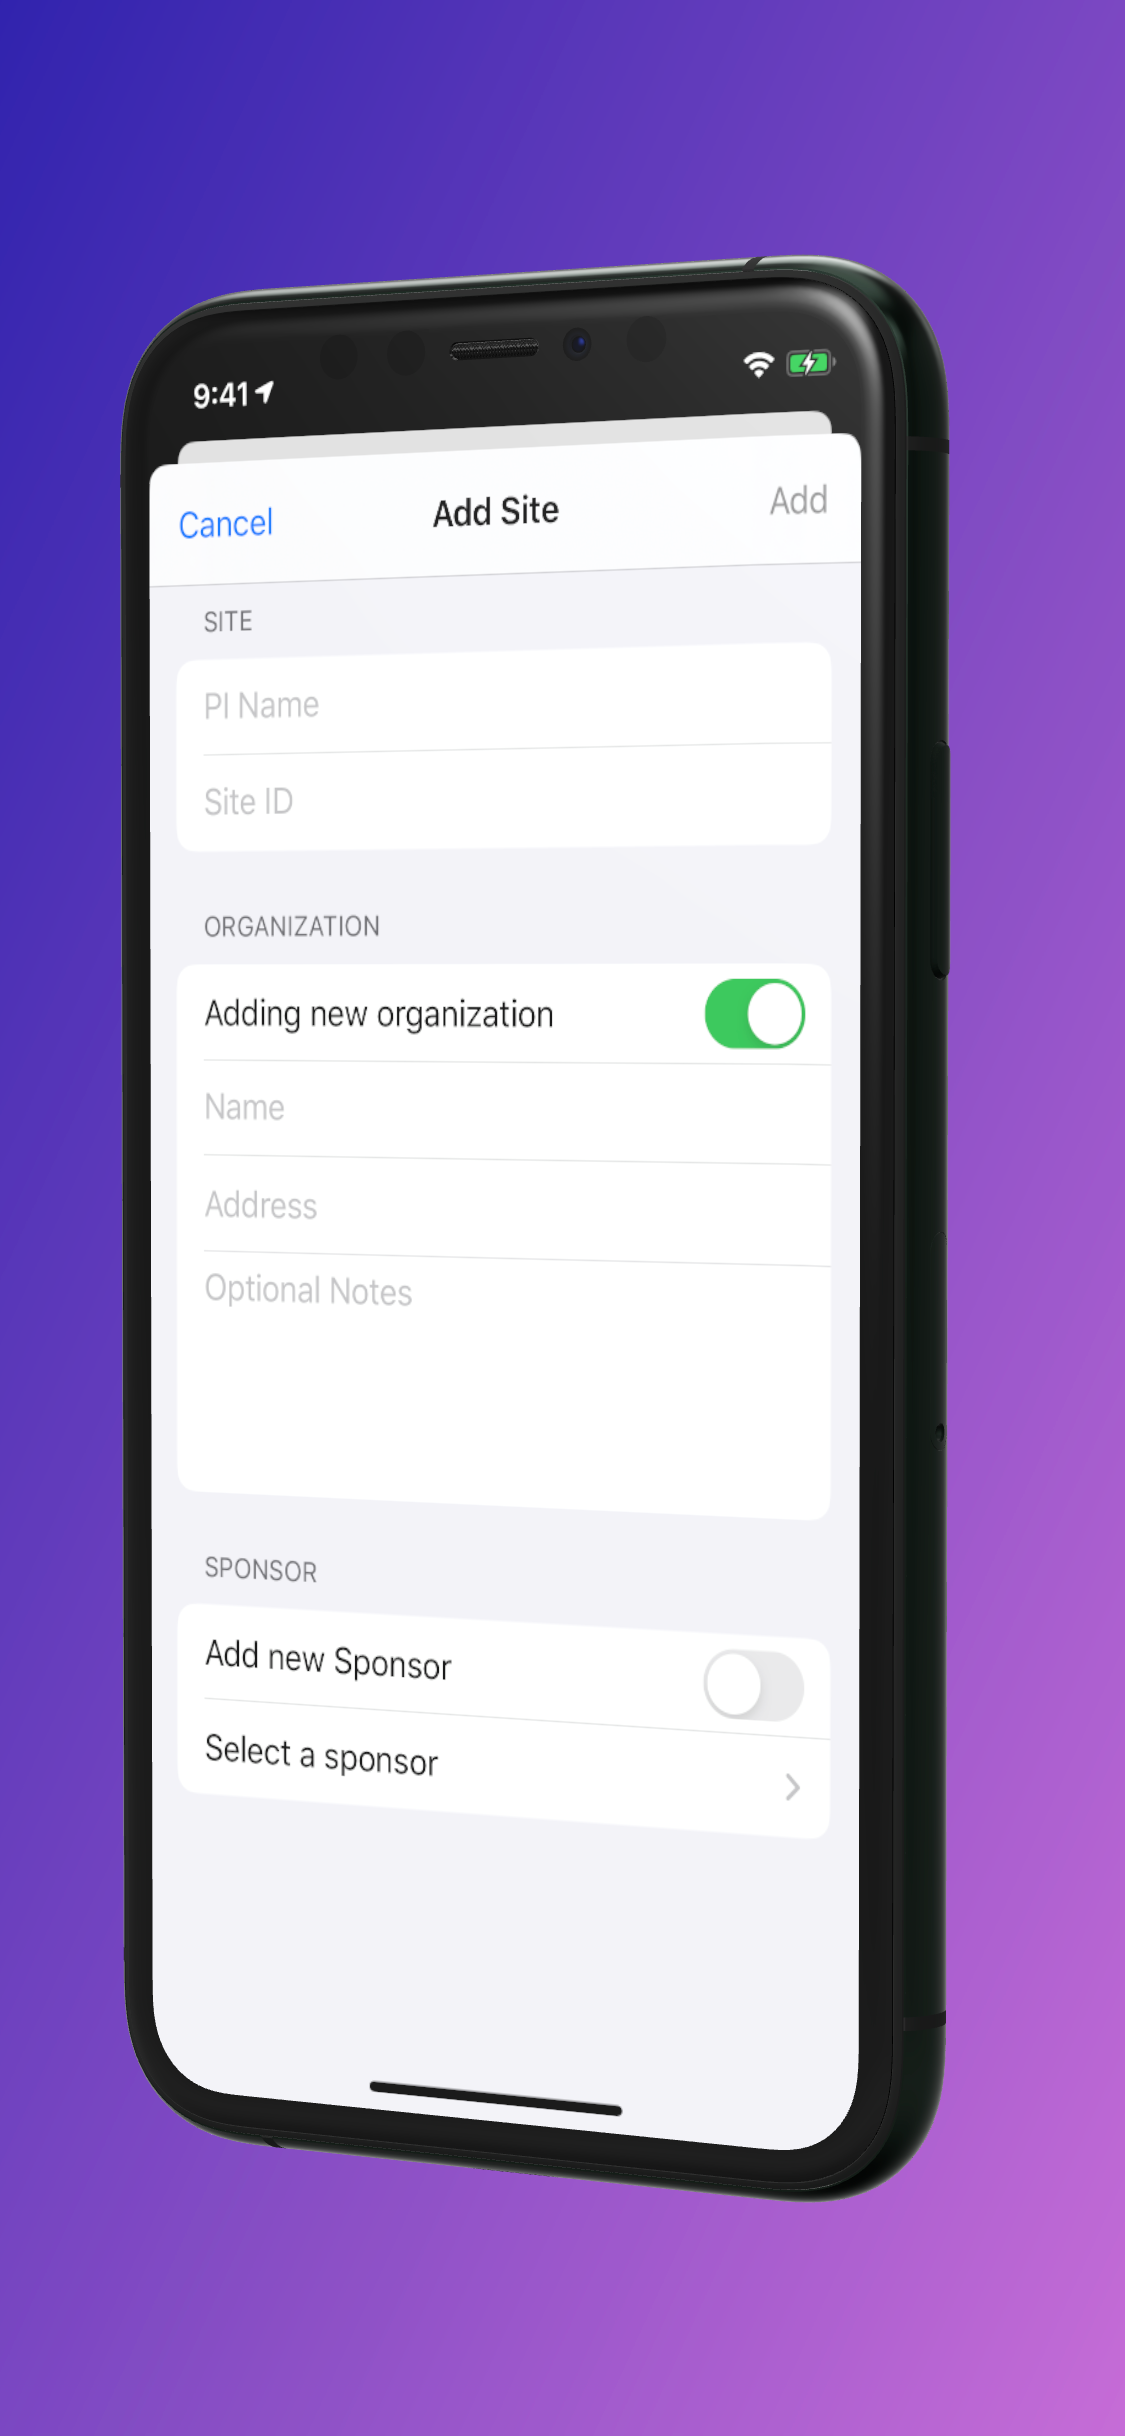 9:41
Cancel
Add Site
Add
SITE
PI Name
Site ID
ORGANIZATION
Adding new organization
Name
Address
Optional Notes
SPONSOR
Add new Sponsor
Select a sponsor